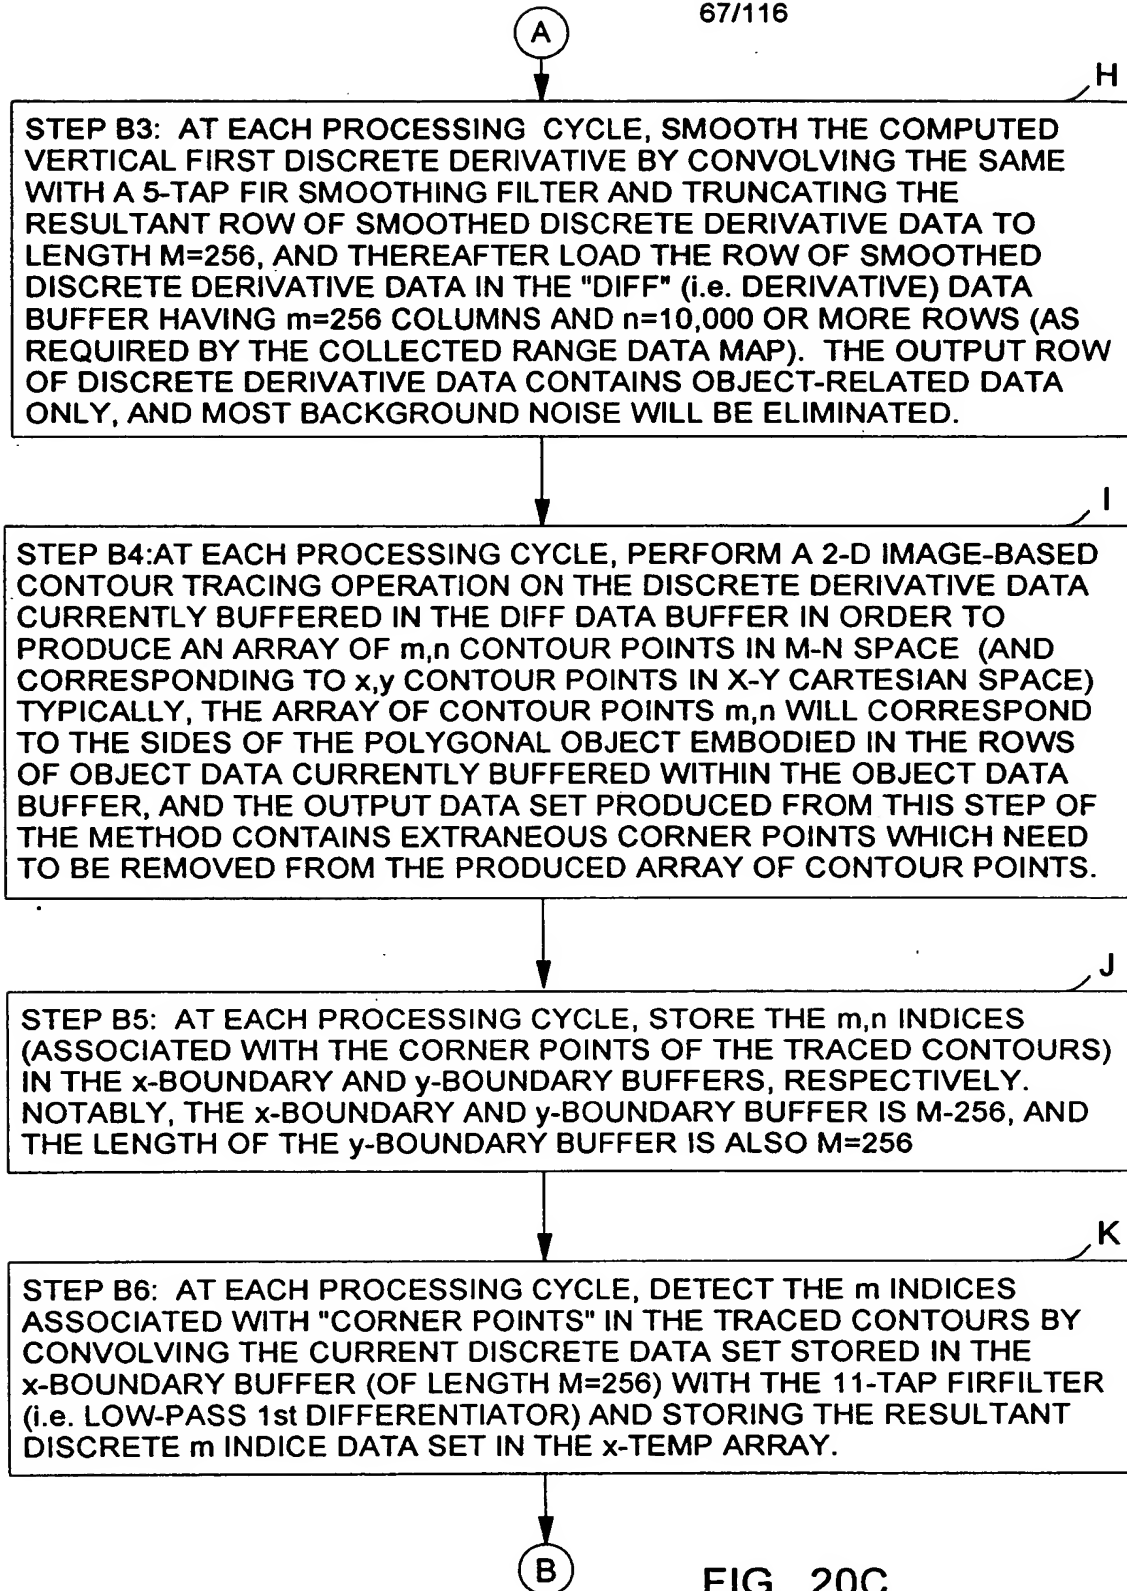 67/116
A
H
STEP B3: AT EACH PROCESSING CYCLE, SMOOTH THE COMPUTED
VERTICAL FIRST DISCRETE DERIVATIVE BY CONVOLVING THE SAME
WITH A 5-TAP FIR SMOOTHING FILTER AND TRUNCATING THE
RESULTANT ROW OF SMOOTHED DISCRETE DERIVATIVE DATA TO
LENGTH M=256, AND THEREAFTER LOAD THE ROW OF SMOOTHED
DISCRETE DERIVATIVE DATA IN THE "DIFF" (i.e. DERIVATIVE) DATA
BUFFER HAVING m=256 COLUMNS AND n=10,000 OR MORE ROWS (AS
REQUIRED BY THE COLLECTED RANGE DATA MAP). THE OUTPUT ROW
OF DISCRETE DERIVATIVE DATA CONTAINS OBJECT-RELATED DATA
ONLY, AND MOST BACKGROUND NOISE WILL BE ELIMINATED.
I
STEP B4:AT EACH PROCESSING CYCLE, PERFORM A 2-D IMAGE-BASED
CONTOUR TRACING OPERATION ON THE DISCRETE DERIVATIVE DATA
CURRENTLY BUFFERED IN THE DIFF DATA BUFFER IN ORDER TO
PRODUCE AN ARRAY OF m,n CONTOUR POINTS IN M-N SPACE (AND
CORRESPONDING TO x,y CONTOUR POINTS IN X-Y CARTESIAN SPACE)
TYPICALLY, THE ARRAY OF CONTOUR POINTS m,n WILL CORRESPOND
TO THE SIDES OF THE POLYGONAL OBJECT EMBODIED IN THE ROWS
OF OBJECT DATA CURRENTLY BUFFERED WITHIN THE OBJECT DATA
BUFFER, AND THE OUTPUT DATA SET PRODUCED FROM THIS STEP OF
THE METHOD CONTAINS EXTRANEOUS CORNER POINTS WHICH NEED
TO BE REMOVED FROM THE PRODUCED ARRAY OF CONTOUR POINTS.
J
STEP B5: AT EACH PROCESSING CYCLE, STORE THE m,n INDICES
(ASSOCIATED WITH THE CORNER POINTS OF THE TRACED CONTOURS)
IN THE x-BOUNDARY AND y-BOUNDARY BUFFERS, RESPECTIVELY.
NOTABLY, THE x-BOUNDARY AND y-BOUNDARY BUFFER IS M-256, AND
THE LENGTH OF THE y-BOUNDARY BUFFER IS ALSO M=256
K
STEP B6: AT EACH PROCESSING CYCLE, DETECT THE m INDICES
ASSOCIATED WITH "CORNER POINTS" IN THE TRACED CONTOURS BY
CONVOLVING THE CURRENT DISCRETE DATA SET STORED IN THE
x-BOUNDARY BUFFER (OF LENGTH M=256) WITH THE 11-TAP FIRFILTER
(i.e. LOW-PASS 1st DIFFERENTIATOR) AND STORING THE RESULTANT
DISCRETE m INDICE DATA SET IN THE x-TEMP ARRAY.
B
FIG. 20C